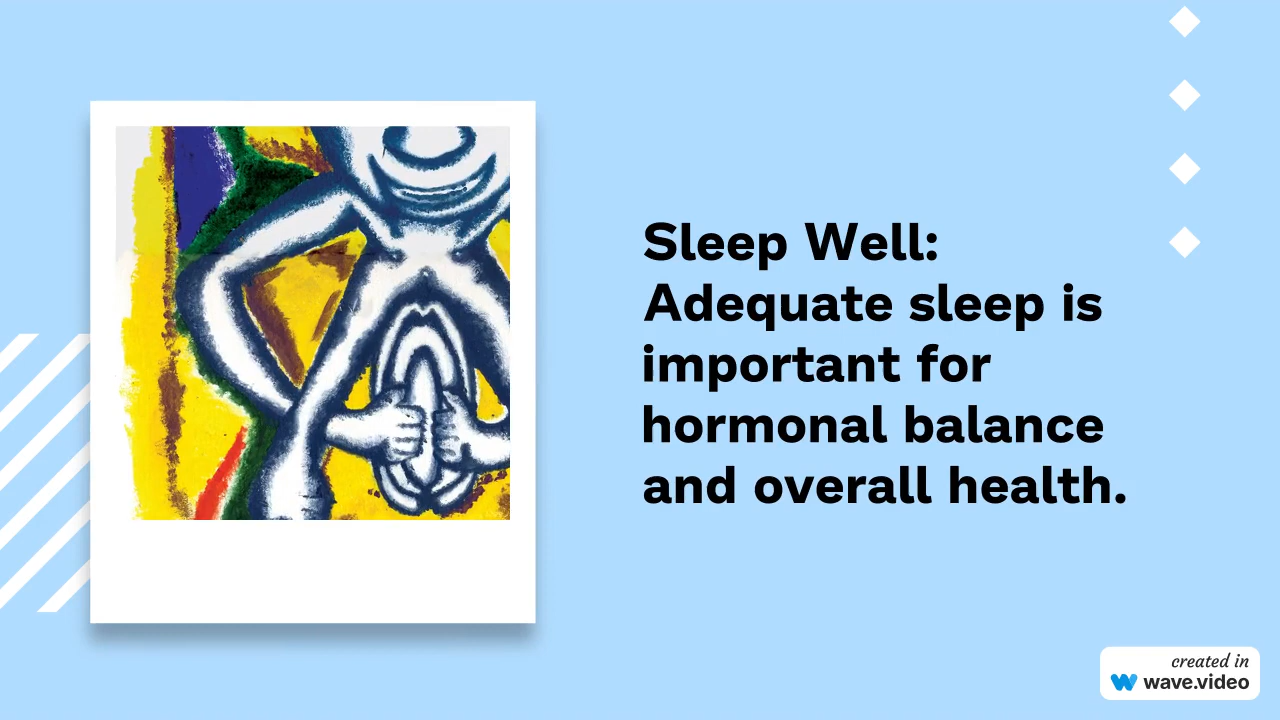 Sleep Well:
Adequate sleep is
important for
hormonal balance
and overall health.
created in
wave.video